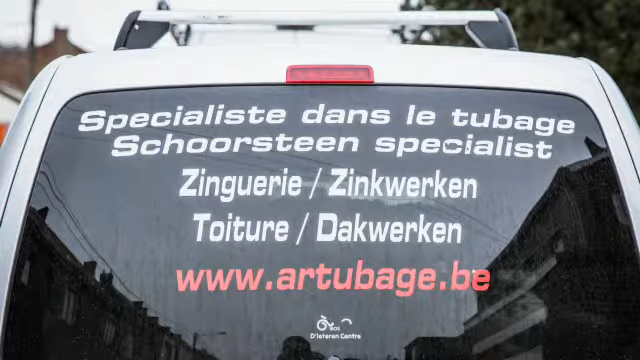 Specialiste dans le tubage
Schoorsteen specialist
Zinguerie / Zinkwerken
Toiture / Dakwerken
www.artubage.be
D'Ieteren Centre